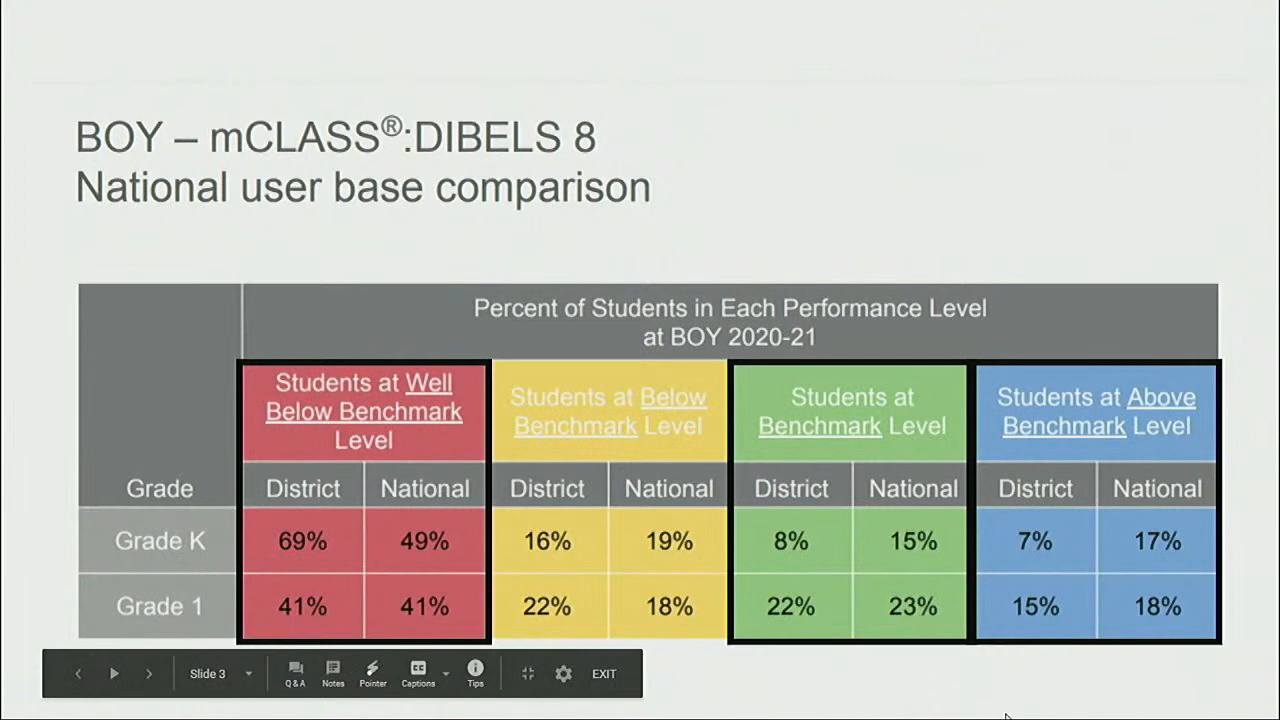 BOY – mCLASS®:DIBELS 8
National user base comparison
Percent of Students in Each Performance Level
at BOY 2020-21
Students at Well
Below Benchmark
Level
Students at Below
Benchmark Level
Students at
Benchmark Level
Students at Above
Benchmark Level
Grade District National District National District National District National
Grade K 69% 49% 16% 19% 8% 15% 7% 17%
Grade 1 41% 41% 22% 18% 22% 23% 15% 18%
Slide 3 Q & A Notes Pointer Captions Tips EXIT